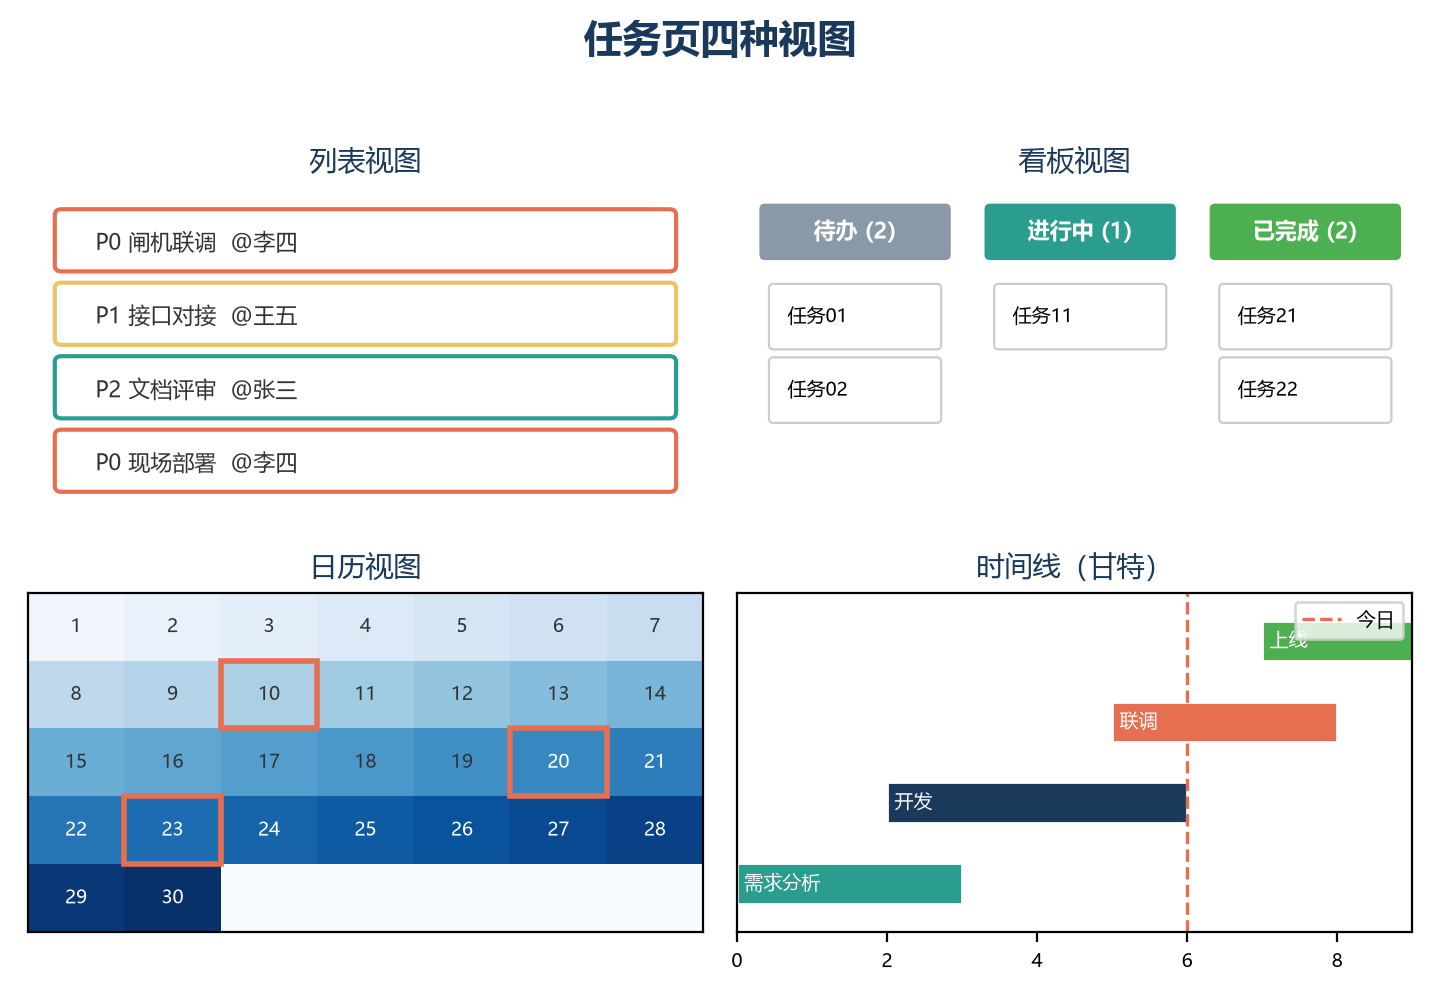 任务页四种视图
列表视图
P0 闸机联调 @李四
P1 接口对接 @王五
P2 文档评审 @张三
P0 现场部署 @李四
看板视图
待办 (2) 进行中 (1) 已完成 (2)
任务01 任务11 任务21
任务02 任务22
日历视图
1 2 3 4 5 6 7
8 9 10 11 12 13 14
15 16 17 18 19 20 21
22 23 24 25 26 27 28
29 30
时间线（甘特）
今日
上线
联调
开发
需求分析
0 2 4 6 8